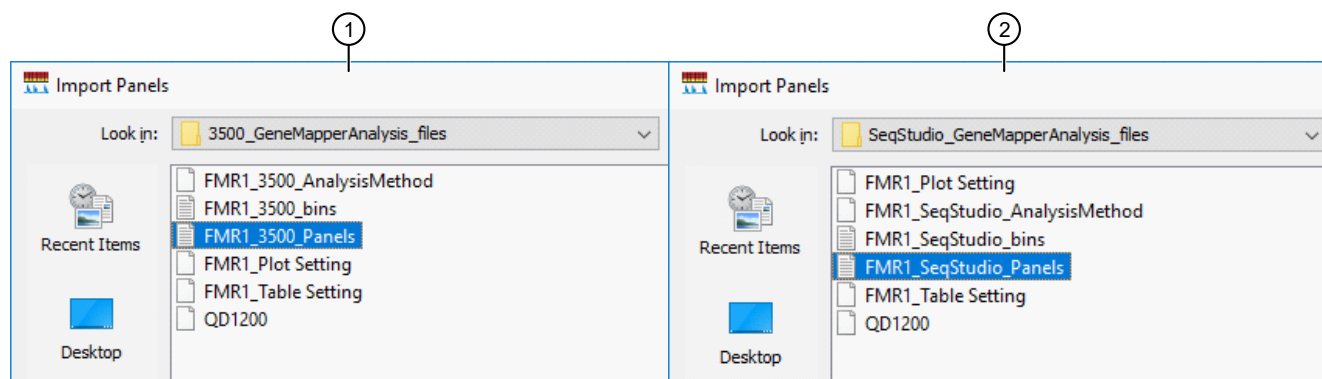 1
Import Panels
Look in:
3500_GeneMapperAnalysis_files
Recent Items
Desktop
FMR1_3500_AnalysisMethod
FMR1_3500_bins
FMR1_3500_Panels
FMR1_Plot Setting
FMR1_Table Setting
QD1200
2
Import Panels
Look in:
SeqStudio_GeneMapperAnalysis_files
Recent Items
Desktop
FMR1_Plot Setting
FMR1_SeqStudio_AnalysisMethod
FMR1_SeqStudio_bins
FMR1_SeqStudio_Panels
FMR1_Table Setting
QD1200